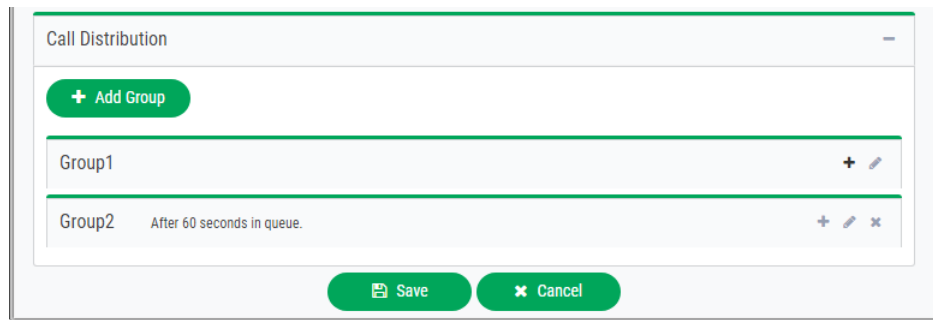 Call Distribution
Add Group
Group1
Group2 After 60 seconds in queue.
Save Cancel